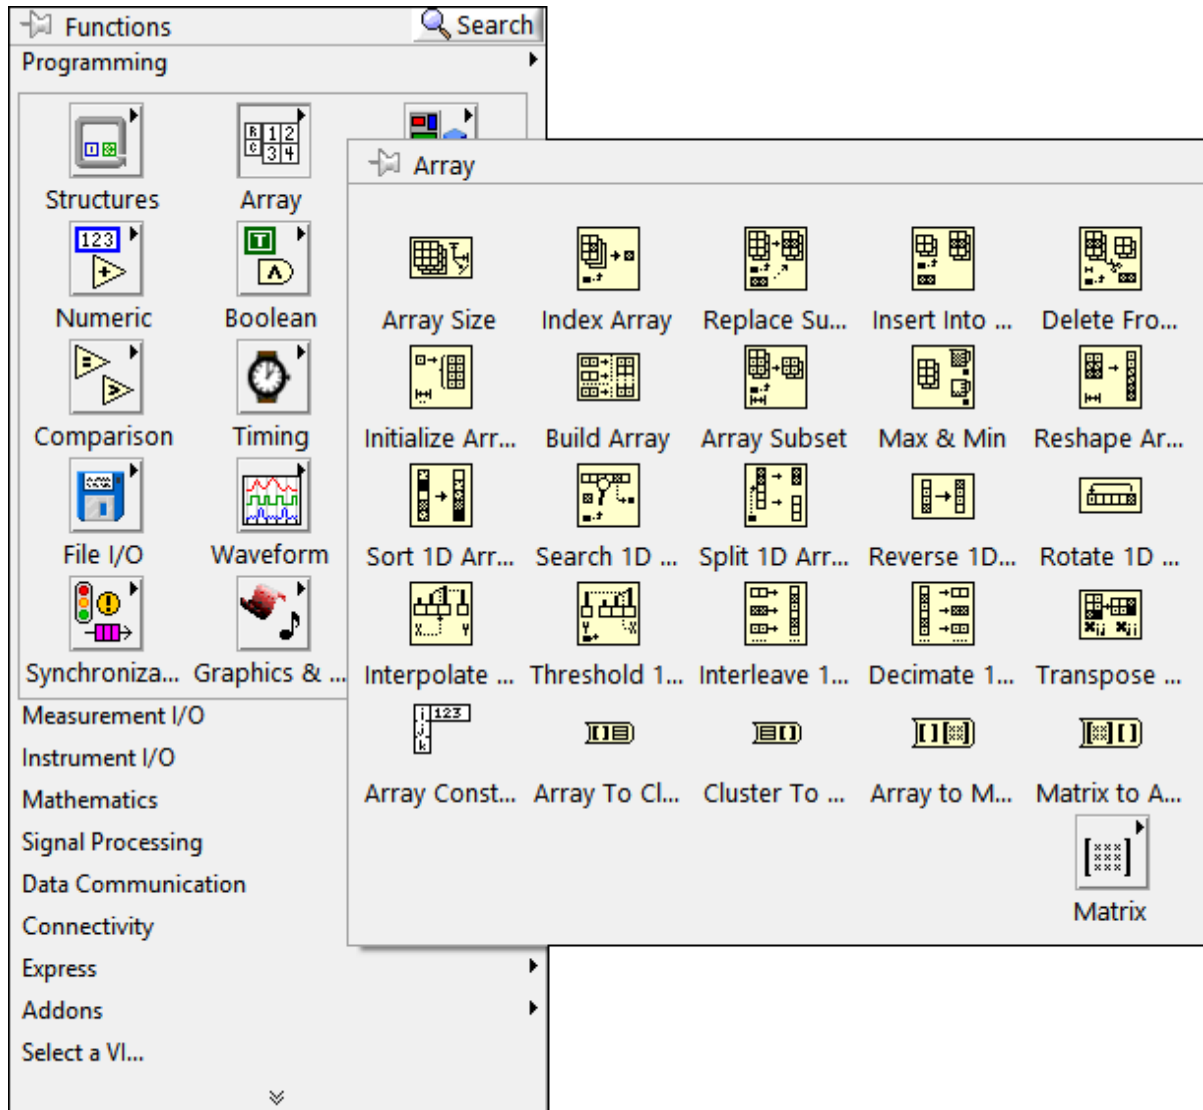 Functions
Search
Programming
Structures
Array
Numeric
Boolean
Comparison
Timing
File I/O
Waveform
Synchroniza...
Graphics & ...
Measurement I/O
Instrument I/O
Mathematics
Signal Processing
Data Communication
Connectivity
Express
Addons
Select a VI...
Array
Array Size
Index Array
Replace Su...
Insert Into ...
Delete Fro...
Initialize Arr...
Build Array
Array Subset
Max & Min
Reshape Ar...
Sort 1D Arr...
Search 1D ...
Split 1D Arr...
Reverse 1D...
Rotate 1D ...
Interpolate ...
Threshold 1...
Interleave 1...
Decimate 1...
Transpose ...
Array Const...
Array To Cl...
Cluster To ...
Array to M...
Matrix to A...
Matrix